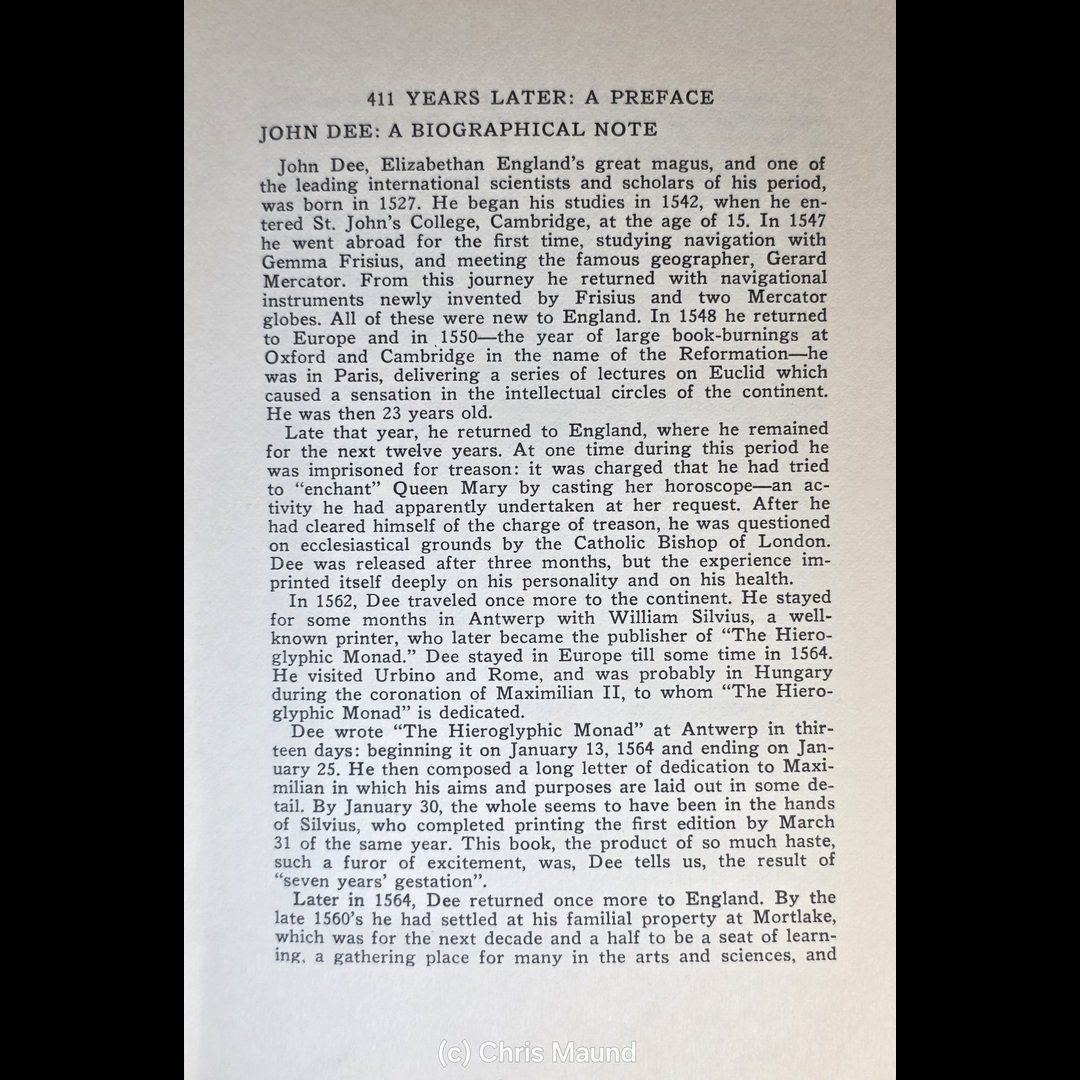 411 YEARS LATER: A PREFACE
JOHN DEE: A BIOGRAPHICAL NOTE
John Dee, Elizabethan England's great magus, and one of
the leading international scientists and scholars of his period,
was born in 1527. He began his studies in 1542, when he en-
tered St. John's College, Cambridge, at the age of 15. In 1547
he went abroad for the first time, studying navigation with
Gemma Frisius, and meeting the famous geographer, Gerard
Mercator. From this journey he returned with navigational
instruments newly invented by Frisius and two Mercator
globes. All of these were new to England. In 1548 he returned
to Europe and in 1550—the year of large book-burnings at
Oxford and Cambridge in the name of the Reformation—he
was in Paris, delivering a series of lectures on Euclid which
caused a sensation in the intellectual circles of the continent.
He was then 23 years old.
Late that year, he returned to England, where he remained
for the next twelve years. At one time during this period he
was imprisoned for treason: it was charged that he had tried
to "enchant" Queen Mary by casting her horoscope—an ac-
tivity he had apparently undertaken at her request. After he
had cleared himself of the charge of treason, he was questioned
on ecclesiastical grounds by the Catholic Bishop of London.
Dee was released after three months, but the experience im-
printed itself deeply on his personality and on his health.
In 1562, Dee traveled once more to the continent. He stayed
for some months in Antwerp with William Silvius, a well-
known printer, who later became the publisher of "The Hiero-
glyphic Monad." Dee stayed in Europe till some time in 1564.
He visited Urbino and Rome, and was probably in Hungary
during the coronation of Maximilian II, to whom "The Hiero-
glyphic Monad" is dedicated.
Dee wrote "The Hieroglyphic Monad" at Antwerp in thir-
teen days: beginning it on January 13, 1564 and ending on Jan-
uary 25. He then composed a long letter of dedication to Maxi-
milian in which his aims and purposes are laid out in some de-
tail. By January 30, the whole seems to have been in the hands
of Silvius, who completed printing the first edition by March
31 of the same year. This book, the product of so much haste,
such a furor of excitement, was, Dee tells us, the result of
"seven years' gestation".
Later in 1564, Dee returned once more to England. By the
late 1560's he had settled at his familial property at Mortlake,
which was for the next decade and a half to be a seat of learn-
ing, a gathering place for many in the arts and sciences, and
(c) Chris Maund